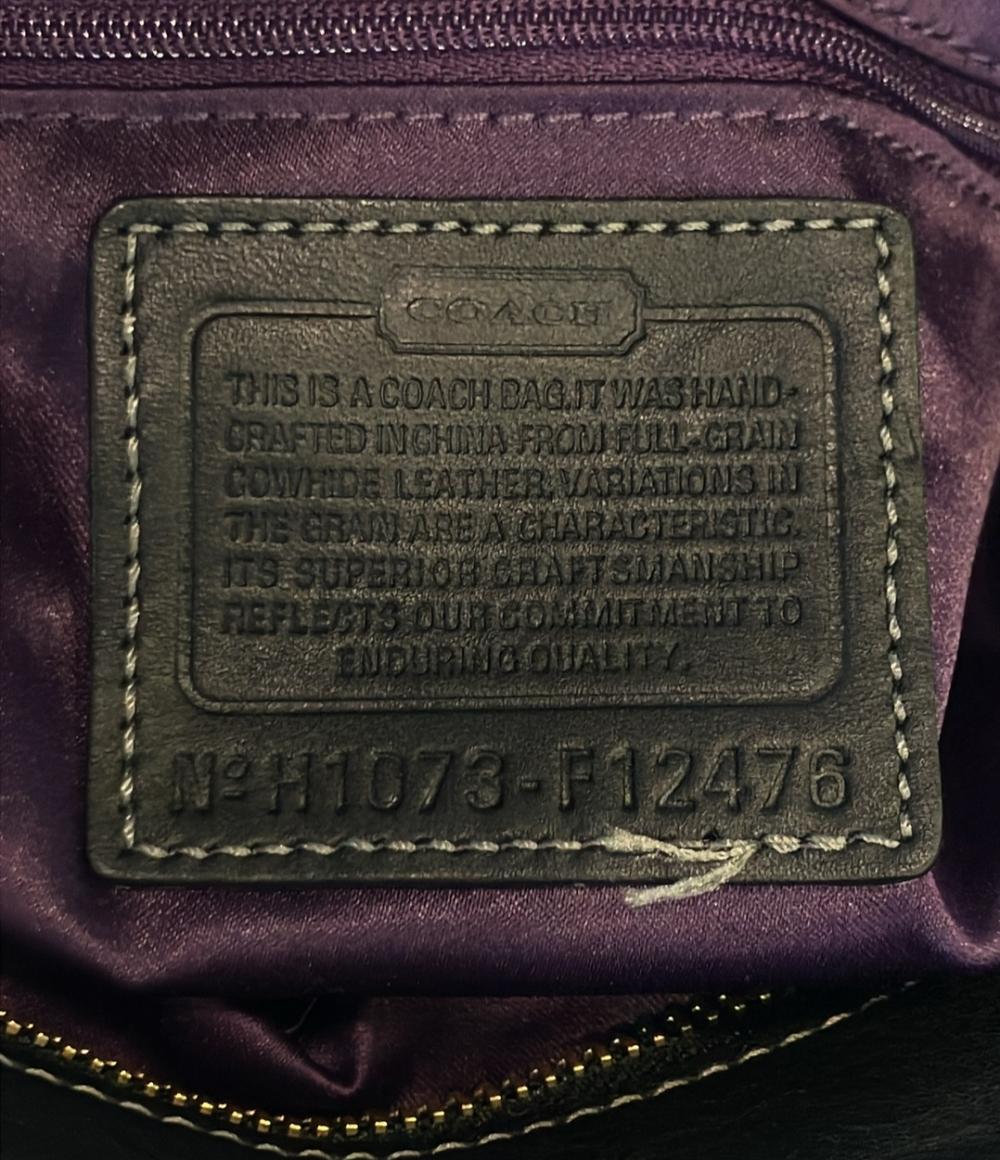 COACH
THIS IS A COACH BAG.IT WAS HAND-
CRAFTED IN CHINA FROM FULL-GRAIN
COWHIDE LEATHER. VARIATIONS IN
THE GRAIN ARE A CHARACTERISTIC.
ITS SUPERIOR CRAFTSMANSHIP
REFLECTS OUR COMMITMENT TO
ENDURING QUALITY.
Nº H1073-F12476